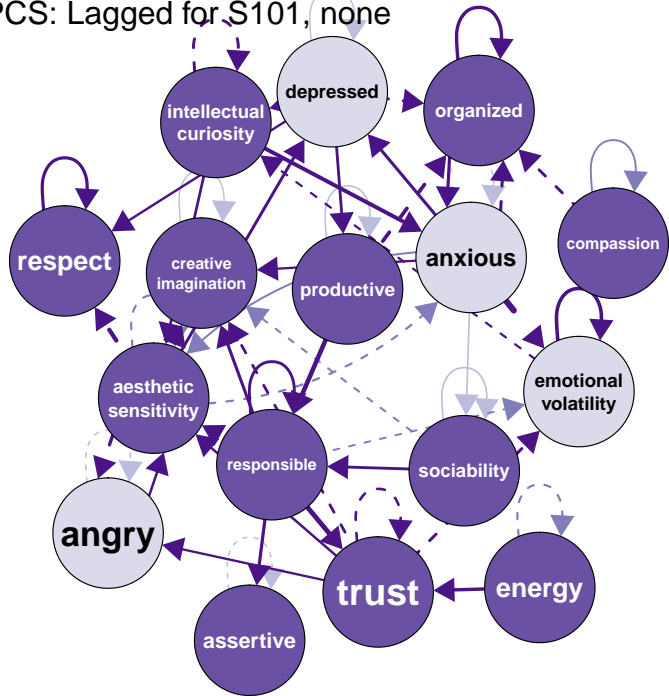 PCS: Lagged for S101, none
depressed
intellectual
curiosity
organized
respect
creative
imagination
productive
anxious
compassion
aesthetic
sensitivity
emotional
volatility
responsible
sociability
angry
trust
energy
assertive